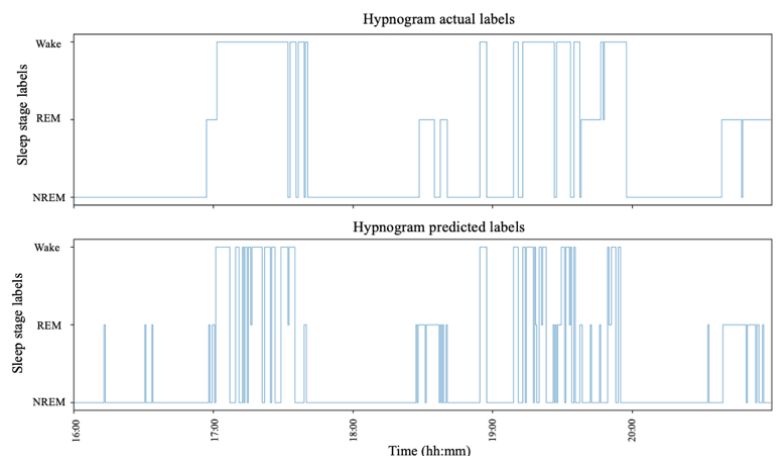 Hypnogram actual labels
Wake
REM
NREM
Sleep stage labels
Hypnogram predicted labels
Wake
REM
NREM
Sleep stage labels
16:00
17:00
18:00
19:00
20:00
Time (hh:mm)